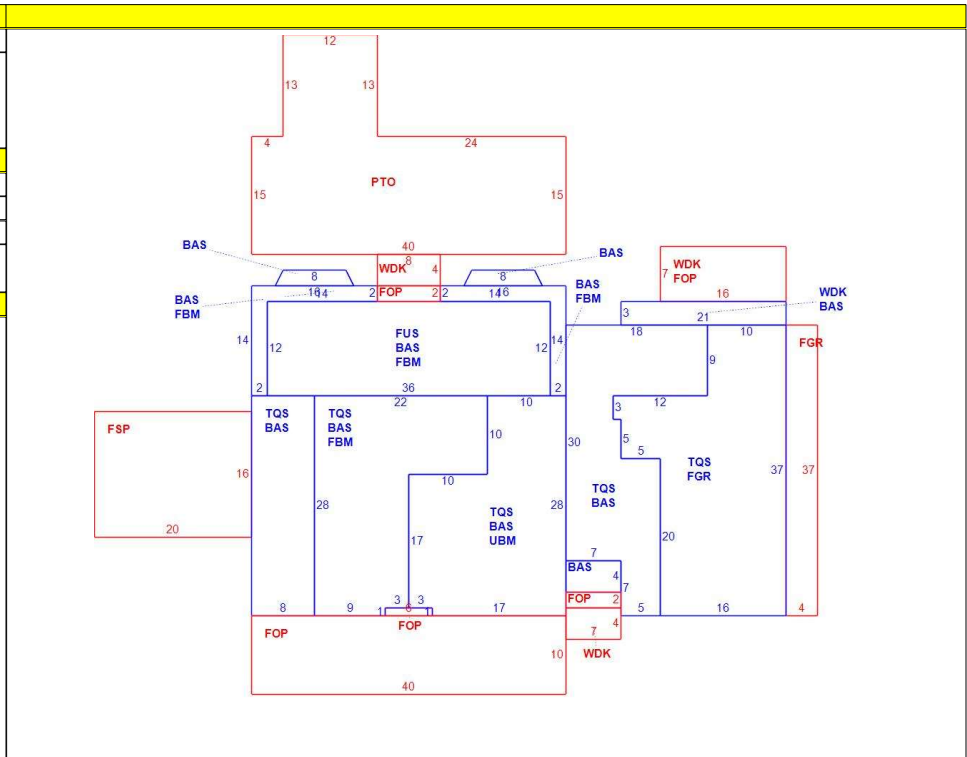 12
13 13
4 24
PTO
15 15
40
8
BAS BAS
WDK 4
8 8
BAS
FBM
BAS
FBM
16 14 2 FOP 2 2 14 16
WDK
FOP
7
16
WDK
BAS
3 21
18 10
FGR
14 12
FUS
BAS
FBM
12 14
9
2 36 2
22 10
12
3
FSP
TQS
BAS
TQS
BAS
FBM
10
5
5
16 30
10
TQS
FGR
37 37
28
TQS
BAS
UBM
28
TQS
BAS
17
20
20
7
BAS 4
7
FOP 2
3 3
8 9 1 6 17
5 16 4
FOP FOP
4
7
WDK
10
40